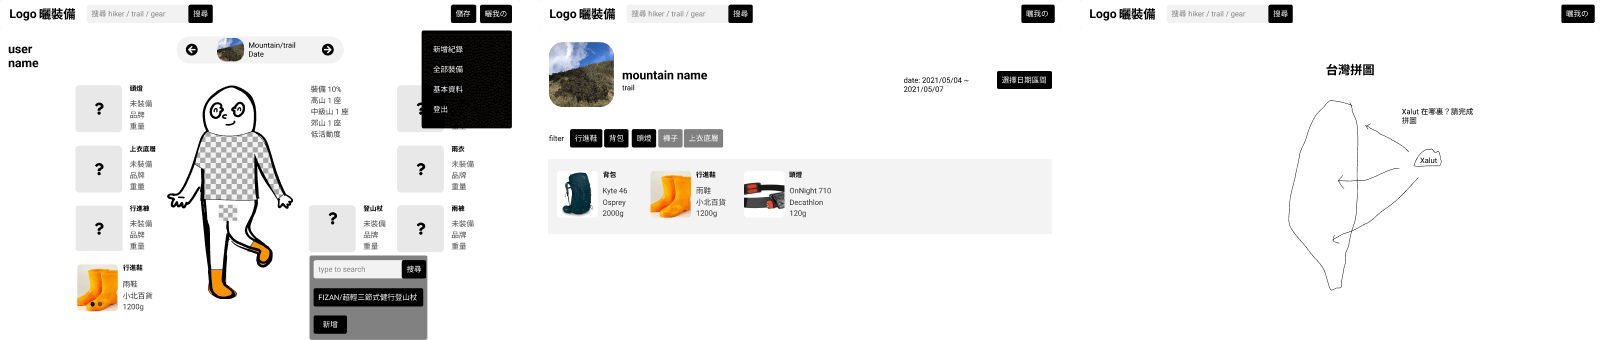 Logo 曬裝備
搜尋 hiker / trail / gear
搜尋
儲存
曬我の
user
name
Mountain/trail
Date
新增紀錄
全部裝備
基本資料
登出
頭燈
未裝備
品牌
重量
裝備 10%
高山 1 座
中級山 1 座
郊山 1 座
低活動度
上衣底層
未裝備
品牌
重量
雨衣
未裝備
品牌
重量
行進褲
未裝備
品牌
重量
登山杖
未裝備
品牌
重量
雨褲
未裝備
品牌
重量
行進鞋
雨鞋
小北百貨
1200g
type to search
搜尋
FIZAN/超輕三節式健行登山杖
新增
Logo 曬裝備
搜尋 hiker / trail / gear
搜尋
曬我の
mountain name
trail
date: 2021/05/04 ~
2021/05/07
選擇日期區間
filter
行進鞋
背包
頭燈
褲子
上衣底層
背包
Kyte 46
Osprey
2000g
行進鞋
雨鞋
小北百貨
1200g
頭燈
OnNight 710
Decathlon
120g
Logo 曬裝備
搜尋 hiker / trail / gear
搜尋
曬我の
台灣拼圖
Xalut 在哪裏？請完成
拼圖
Xalut